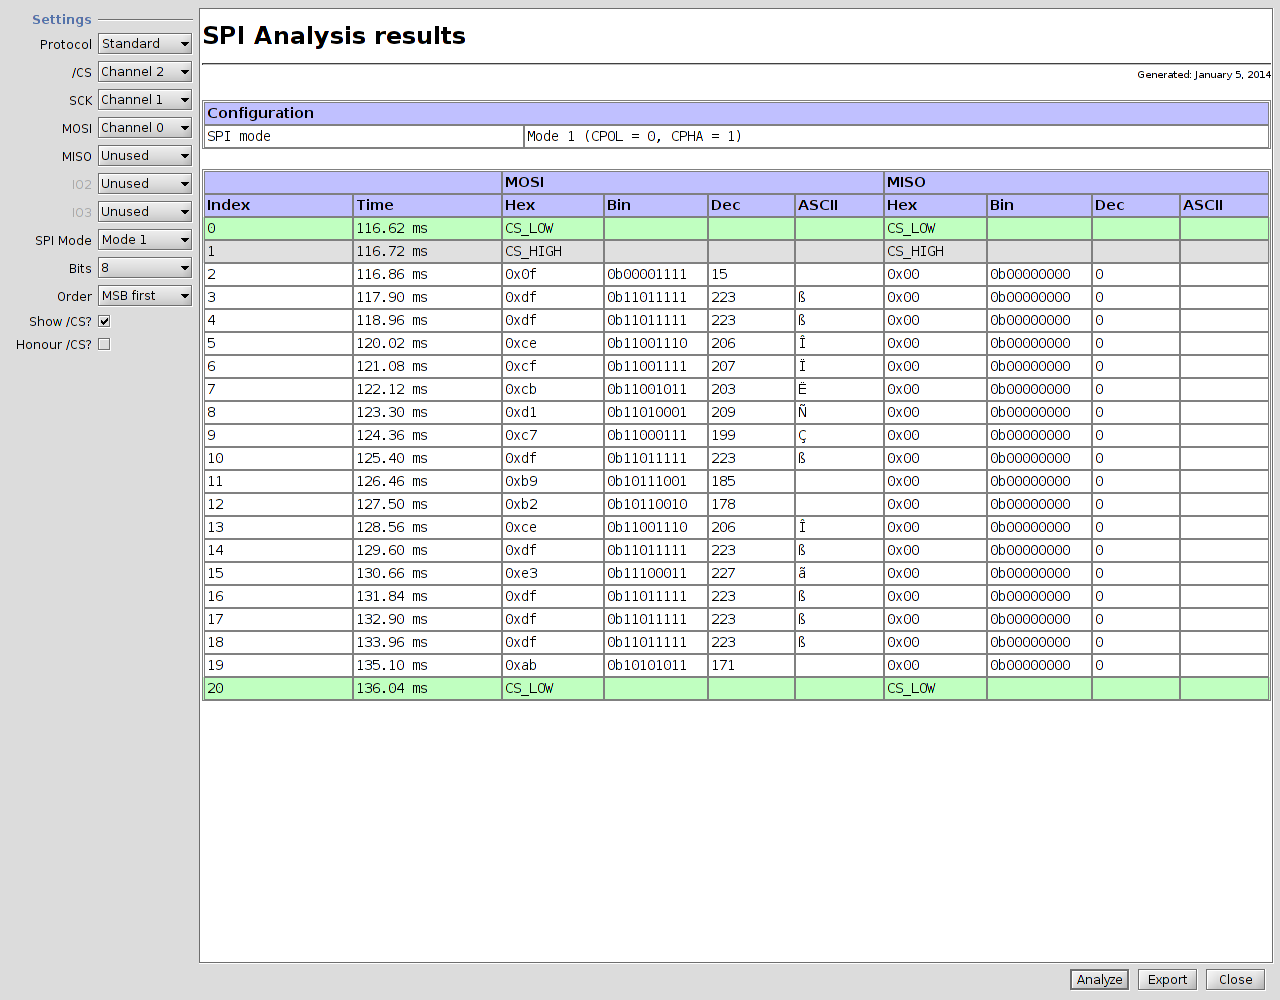 Settings
Protocol Standard
/CS Channel 2
SCK Channel 1
MOSI Channel 0
MISO Unused
IO2 Unused
IO3 Unused
SPI Mode Mode 1
Bits 8
Order MSB first
Show /CS?
Honour /CS?
SPI Analysis results
Generated: January 5, 2014
Configuration
SPI mode Mode 1 (CPOL = 0, CPHA = 1)
MOSI MISO
Index Time Hex Bin Dec ASCII Hex Bin Dec ASCII
0 116.62 ms CS_LOW CS_LOW
1 116.72 ms CS_HIGH CS_HIGH
2 116.86 ms 0x0f 0b00001111 15 0x00 0b00000000 0
3 117.90 ms 0xdf 0b11011111 223 ß 0x00 0b00000000 0
4 118.96 ms 0xdf 0b11011111 223 ß 0x00 0b00000000 0
5 120.02 ms 0xce 0b11001110 206 Î 0x00 0b00000000 0
6 121.08 ms 0xcf 0b11001111 207 Ï 0x00 0b00000000 0
7 122.12 ms 0xcb 0b11001011 203 Ë 0x00 0b00000000 0
8 123.30 ms 0xd1 0b11010001 209 Ñ 0x00 0b00000000 0
9 124.36 ms 0xc7 0b11000111 199 Ç 0x00 0b00000000 0
10 125.40 ms 0xdf 0b11011111 223 ß 0x00 0b00000000 0
11 126.46 ms 0xb9 0b10111001 185 0x00 0b00000000 0
12 127.50 ms 0xb2 0b10110010 178 0x00 0b00000000 0
13 128.56 ms 0xce 0b11001110 206 Î 0x00 0b00000000 0
14 129.60 ms 0xdf 0b11011111 223 ß 0x00 0b00000000 0
15 130.66 ms 0xe3 0b11100011 227 ã 0x00 0b00000000 0
16 131.84 ms 0xdf 0b11011111 223 ß 0x00 0b00000000 0
17 132.90 ms 0xdf 0b11011111 223 ß 0x00 0b00000000 0
18 133.96 ms 0xdf 0b11011111 223 ß 0x00 0b00000000 0
19 135.10 ms 0xab 0b10101011 171 0x00 0b00000000 0
20 136.04 ms CS_LOW CS_LOW
Analyze Export Close